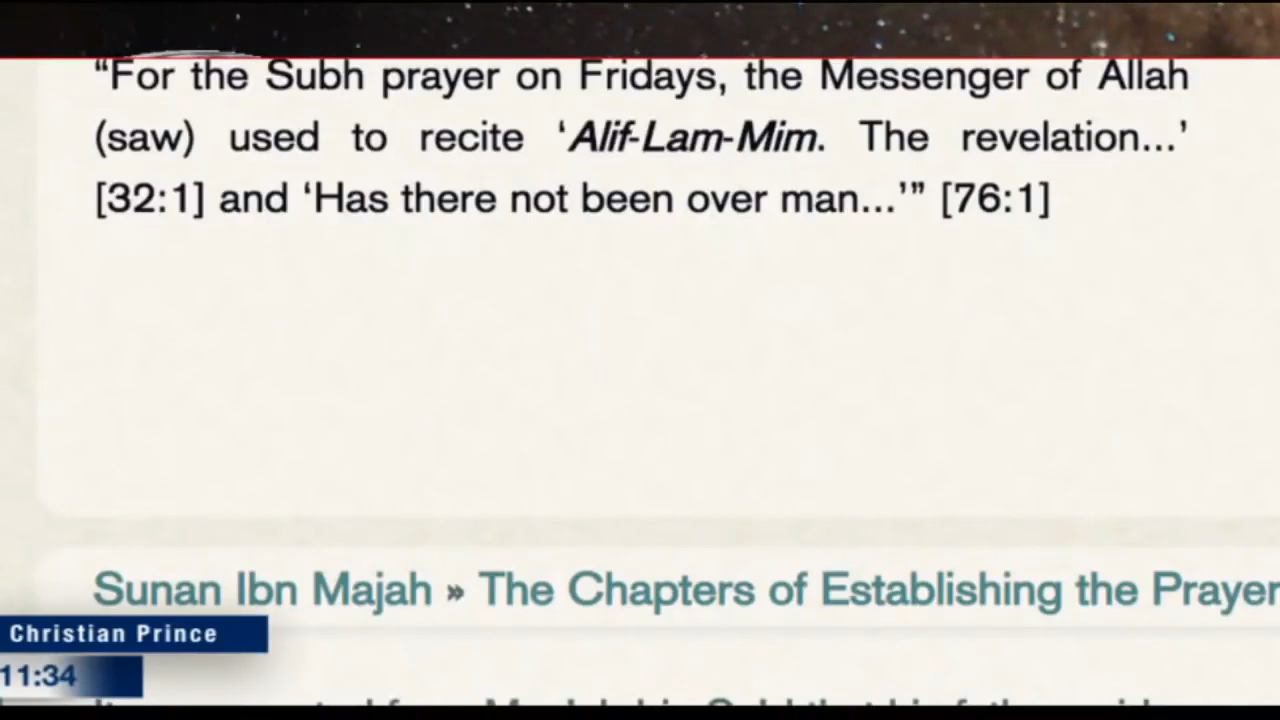 “For the Subh prayer on Fridays, the Messenger of Allah
(saw) used to recite ‘Alif-Lam-Mim. The revelation...’
[32:1] and ‘Has there not been over man...’” [76:1]
Sunan Ibn Majah » The Chapters of Establishing the Prayer
Christian Prince
11:34